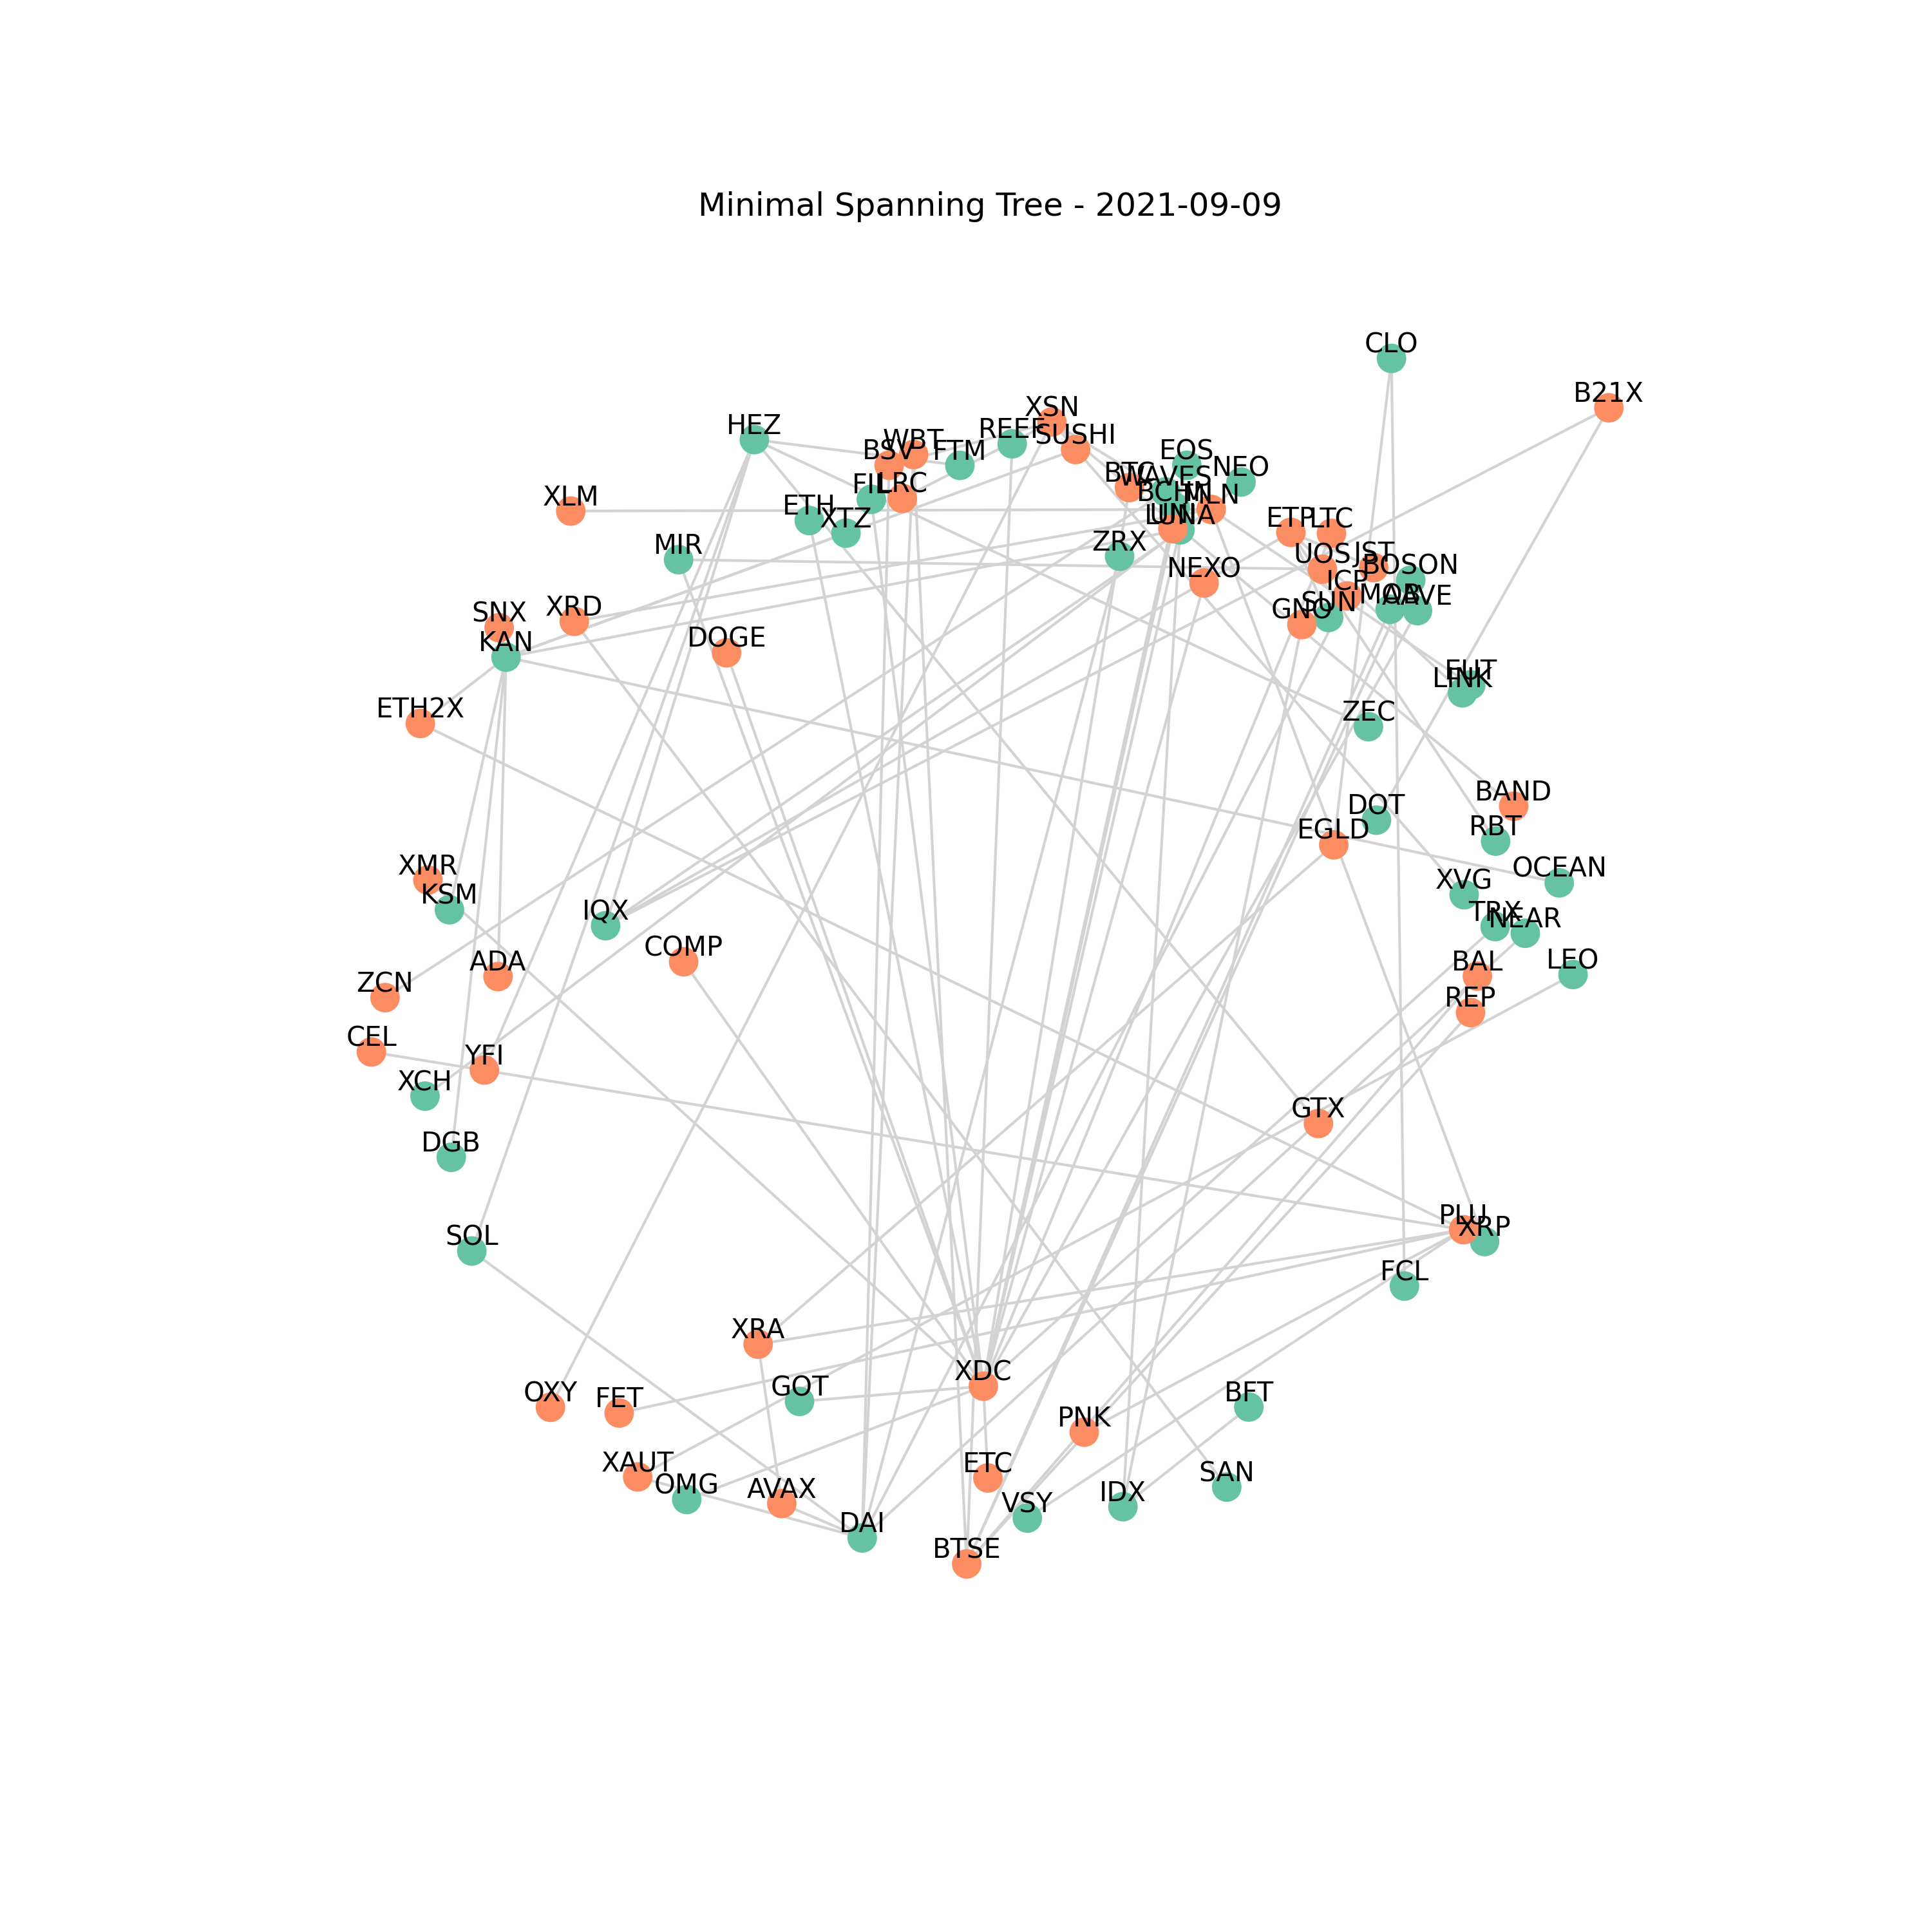 Minimal Spanning Tree - 2021-09-09
CLO
B21X
XSN
HEZ
REEF
SUSHI
WBT
BSV
FTM
EOS
NEO
BTC
WAVES
FIL
LRC
XLM
ETH
XTZ
BCHN
MLN
UNI
LUNA
ETP
LTC
MIR
ZRX
NEXO
UOS
JST
BOSON
ICP
MOB
AAVE
SNX
XRD
GNO
SUN
KAN
DOGE
EUT
LINK
ETH2X
ZEC
BAND
DOT
EGLD
RBT
XMR
KSM
OCEAN
XVG
IQX
TRX
NEAR
COMP
ADA
BAL
LEO
ZCN
REP
CEL
YFI
XCH
GTX
DGB
SOL
PLU
XRP
FCL
XRA
XDC
OXY
FET
GOT
BFT
PNK
XAUT
ETC
SAN
OMG
AVAX
IDX
VSY
DAI
BTSE